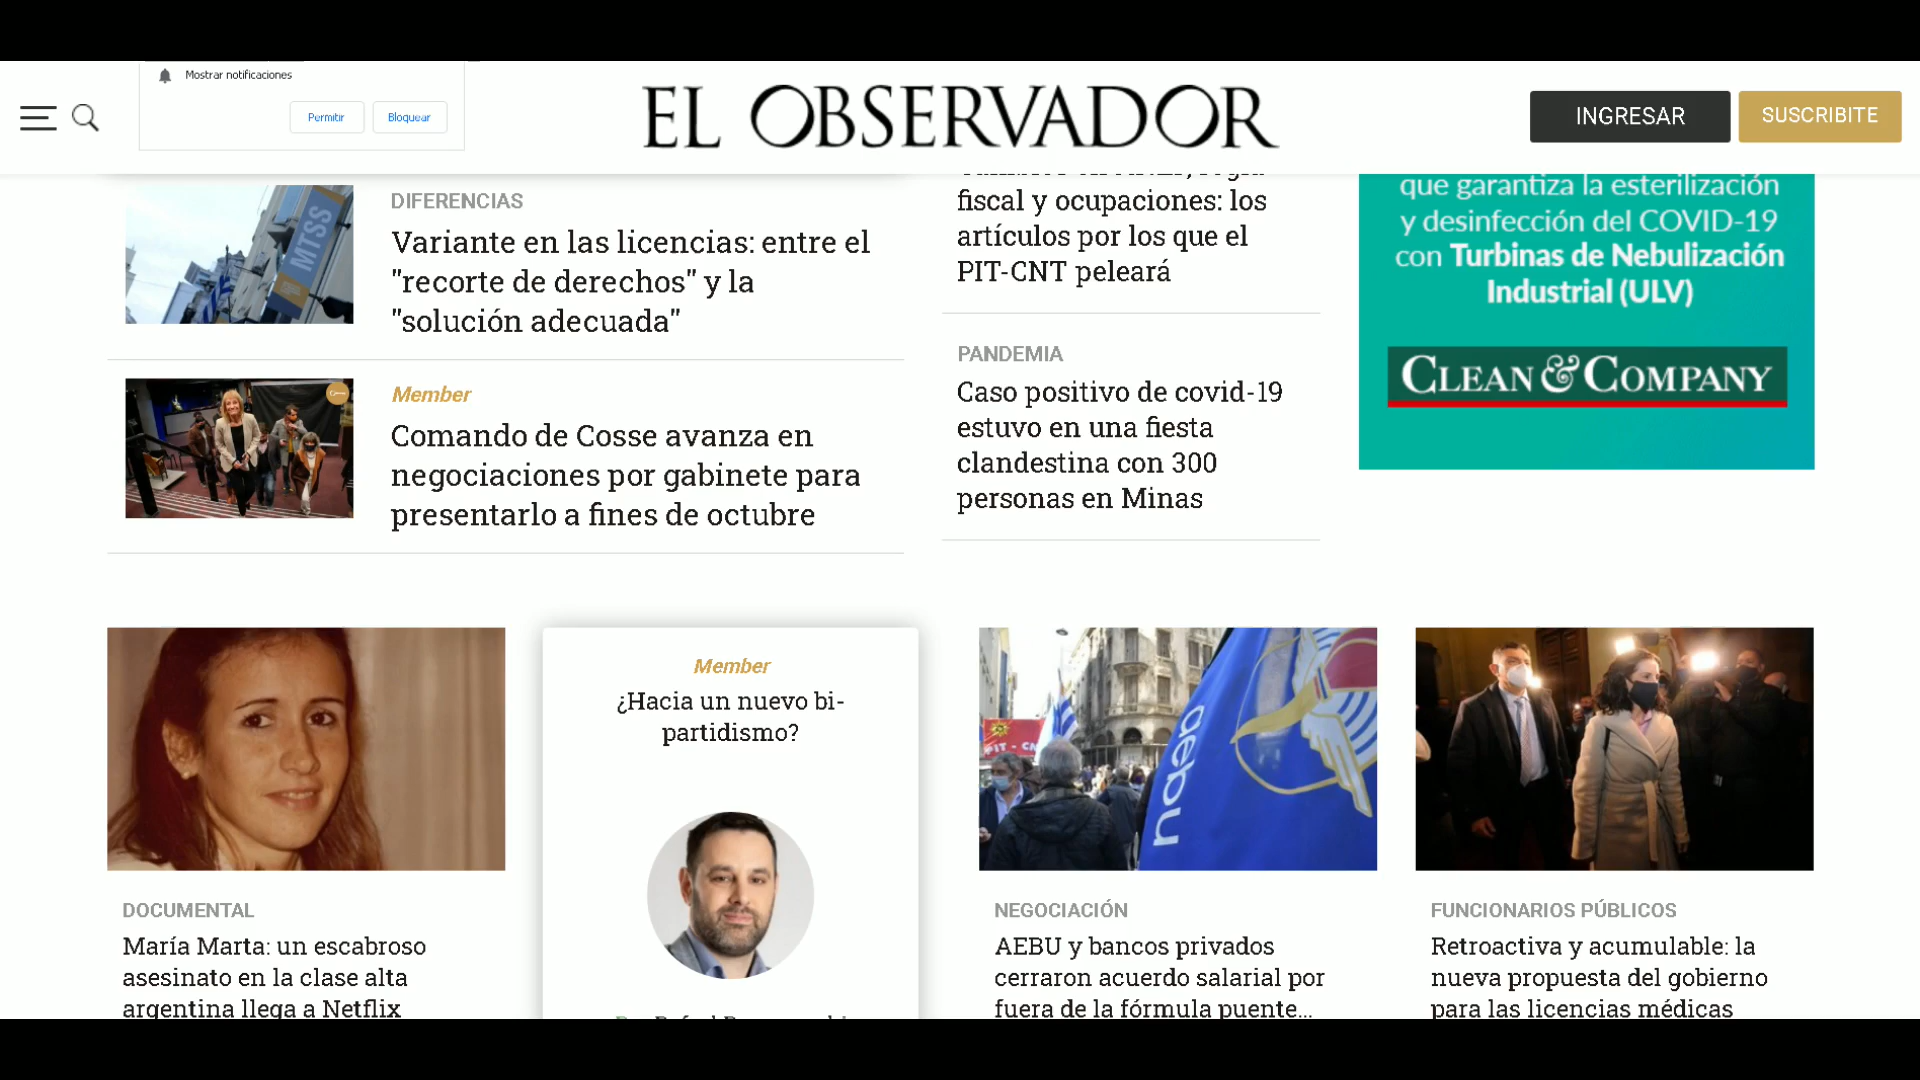 Mostrar notificaciones
Permitir
Bloquear
EL OBSERVADOR
INGRESAR
SUSCRIBITE
MTSS
DIFERENCIAS
Variante en las licencias: entre el
"recorte de derechos" y la
"solución adecuada"
Member
Comando de Cosse avanza en
negociaciones por gabinete para
presentarlo a fines de octubre
fiscal y ocupaciones: los
artículos por los que el
PIT-CNT peleará
PANDEMIA
Caso positivo de covid-19
estuvo en una fiesta
clandestina con 300
personas en Minas
que garantiza la esterilización
y desinfección del COVID-19
con Turbinas de Nebulización
Industrial (ULV)
CLEAN & COMPANY
DOCUMENTAL
María Marta: un escabroso
asesinato en la clase alta
argentina llega a Netflix
Member
¿Hacia un nuevo bi-
partidismo?
aebu
NEGOCIACIÓN
AEBU y bancos privados
cerraron acuerdo salarial por
fuera de la fórmula puente...
FUNCIONARIOS PÚBLICOS
Retroactiva y acumulable: la
nueva propuesta del gobierno
para las licencias médicas